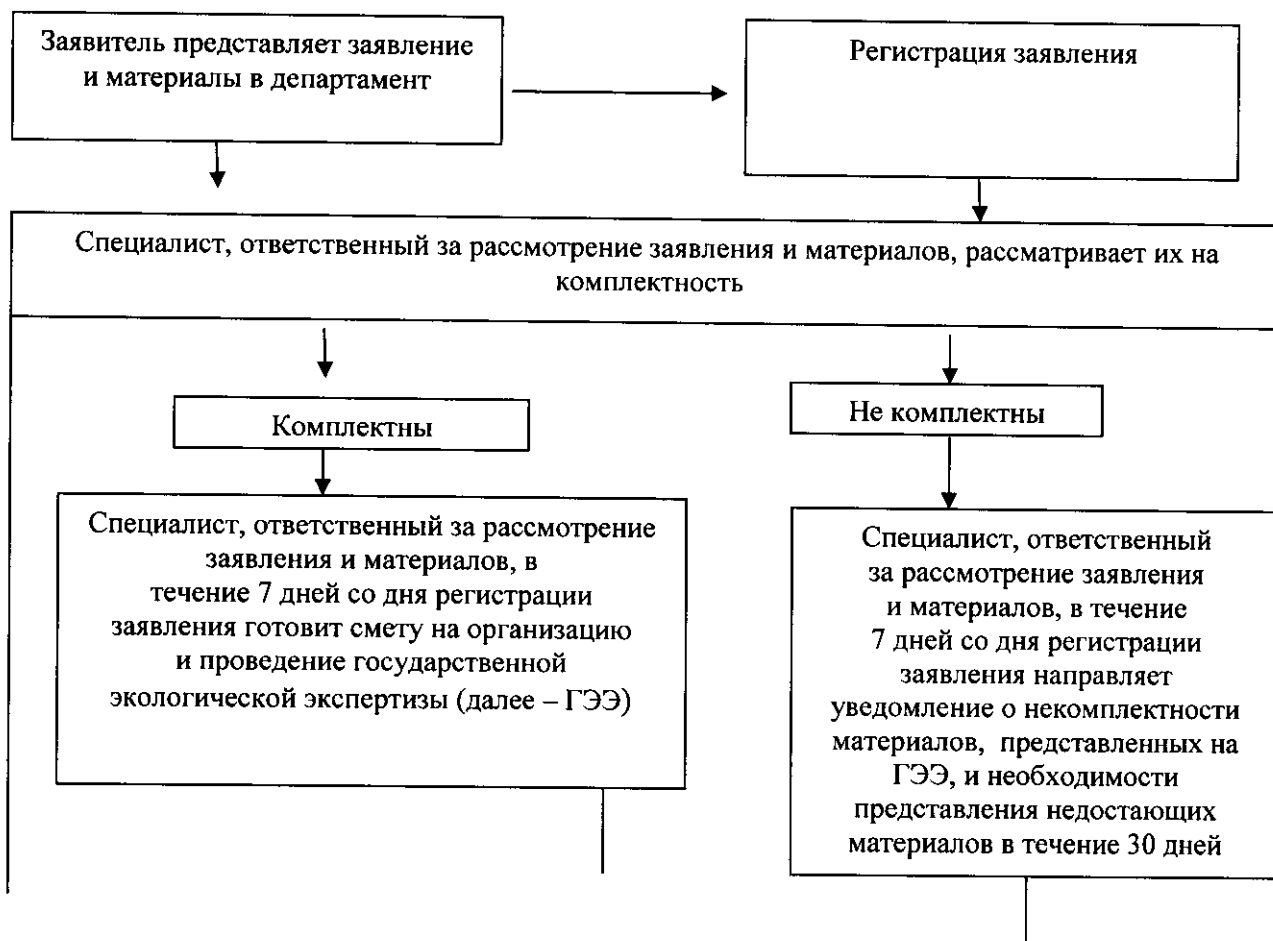 Заявитель представляет заявление
и материалы в департамент
Регистрация заявления
Специалист, ответственный за рассмотрение заявления и материалов, рассматривает их на
комплектность
Комплектны
Не комплектны
Специалист, ответственный за рассмотрение
заявления и материалов, в
течение 7 дней со дня регистрации
заявления готовит смету на организацию
и проведение государственной
экологической экспертизы (далее – ГЭЭ)
Специалист, ответственный
за рассмотрение заявления
и материалов, в течение
7 дней со дня регистрации
заявления направляет
уведомление о некомплектности
материалов, представленных на
ГЭЭ, и необходимости
представления недостающих
материалов в течение 30 дней